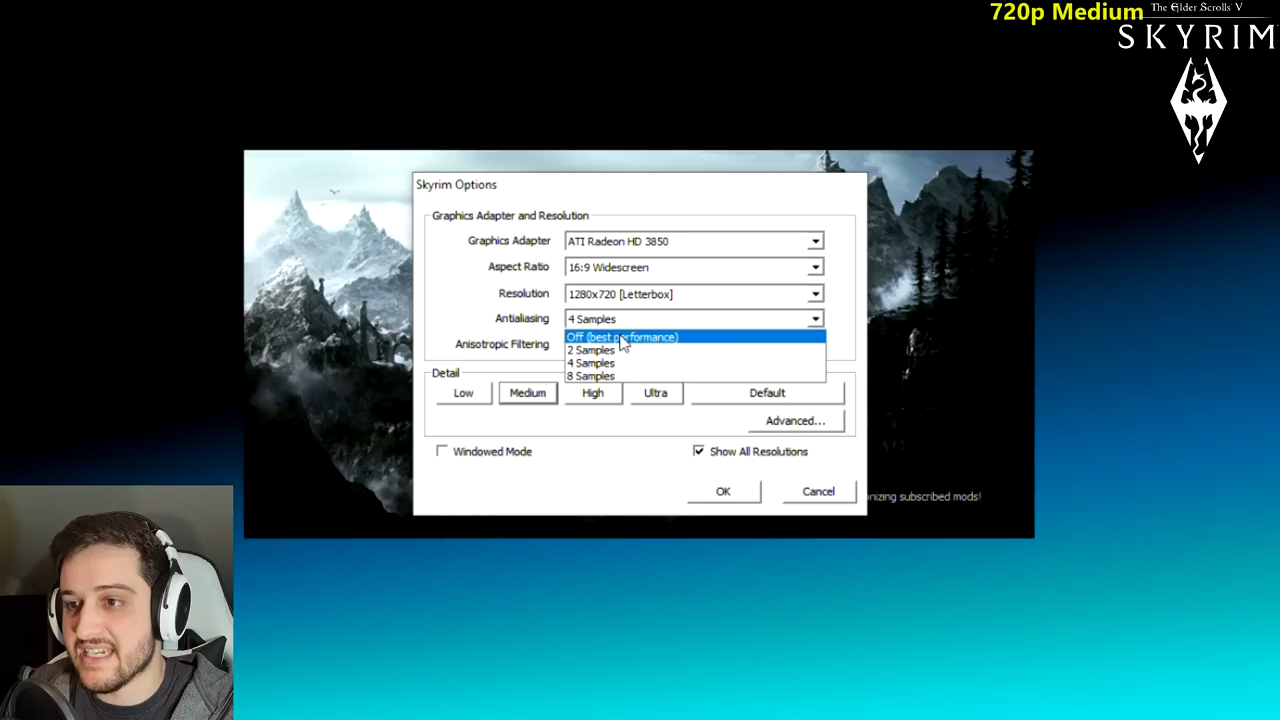 720p Medium
The Elder Scrolls V
SKYRIM
Skyrim Options
Graphics Adapter and Resolution
Graphics Adapter ATI Radeon HD 3850
Aspect Ratio 16:9 Widescreen
Resolution 1280x720 [Letterbox]
Antialiasing 4 Samples
Off (best performance)
Anisotropic Filtering
2 Samples
4 Samples
8 Samples
Detail
Low Medium High Ultra Default
Advanced...
Windowed Mode Show All Resolutions
OK Cancel
onizing subscribed mods!